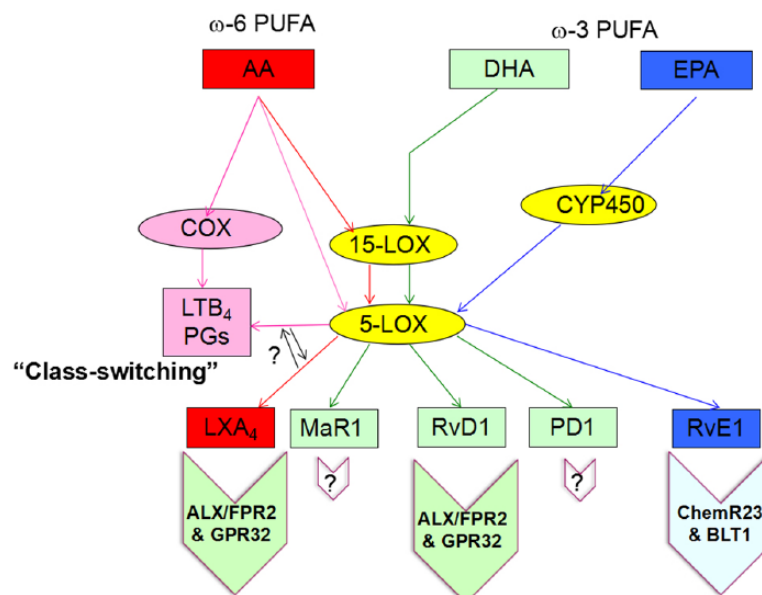 ω-6 PUFA
ω-3 PUFA
AA
DHA
EPA
COX
15-LOX
CYP450
LTB₄
PGs
5-LOX
?
“Class-switching”
LXA₄
MaR1
RvD1
PD1
RvE1
ALX/FPR2
& GPR32
?
ALX/FPR2
& GPR32
?
ChemR23
& BLT1